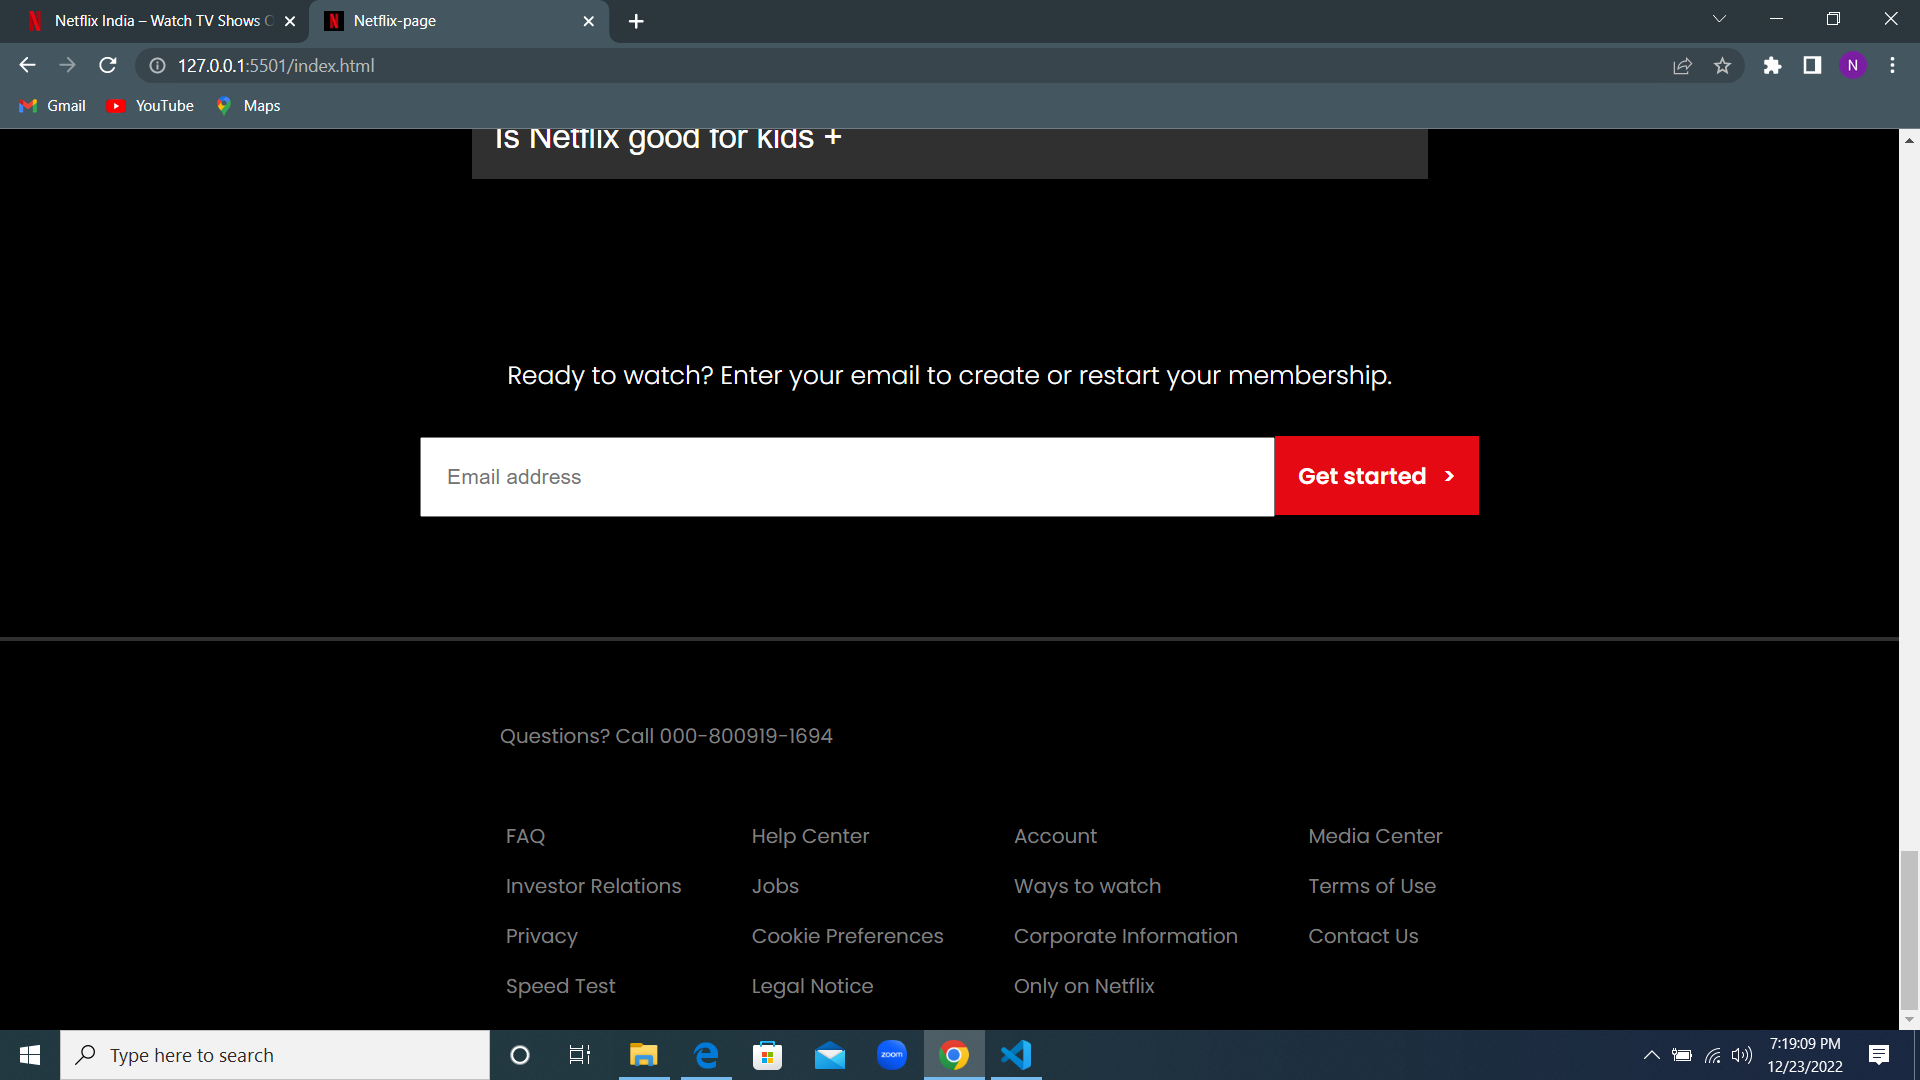 Netflix India – Watch TV Shows O
Netflix-page
127.0.0.1:5501/index.html
N
Gmail
YouTube
Maps
Is Netflix good for kids +
Ready to watch? Enter your email to create or restart your membership.
Email address
Get started >
Questions? Call 000-800919-1694
FAQ Help Center Account Media Center
Investor Relations Jobs Ways to watch Terms of Use
Privacy Cookie Preferences Corporate Information Contact Us
Speed Test Legal Notice Only on Netflix
Type here to search
zoom
7:19:09 PM
12/23/2022